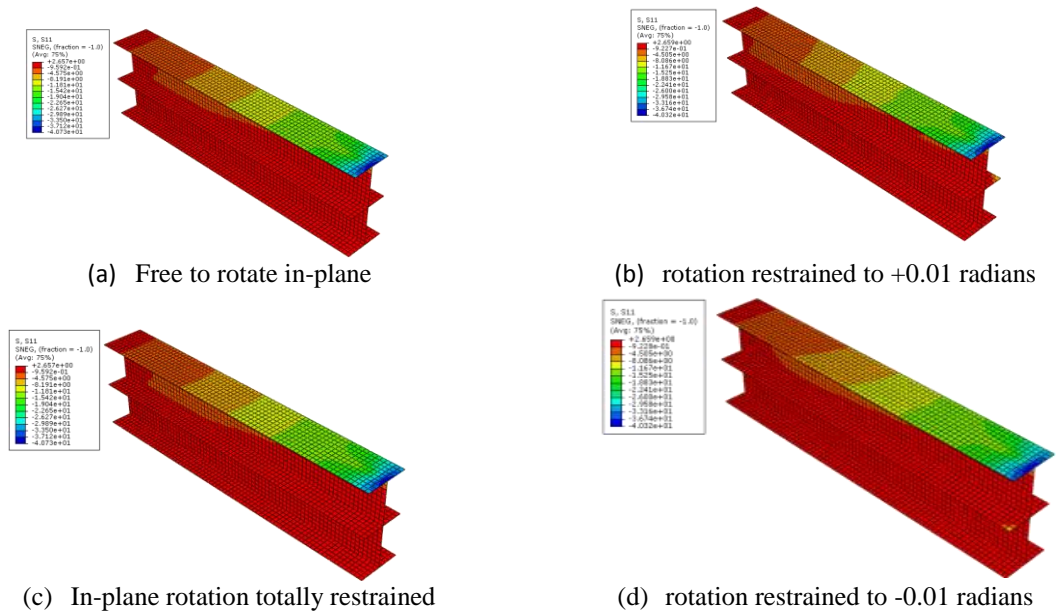 S, S11
SNEG, (fraction = -1.0)
(Avg: 75%)
+2.657e+00
-9.592e-01
-4.575e+00
-8.191e+00
-1.181e+01
-1.542e+01
-1.904e+01
-2.265e+01
-2.627e+01
-2.989e+01
-3.350e+01
-3.712e+01
-4.073e+01
(a) Free to rotate in-plane
S, S11
SNEG, (fraction = -1.0)
(Avg: 75%)
+2.659e+00
-9.227e-01
-4.505e+00
-8.086e+00
-1.167e+01
-1.525e+01
-1.883e+01
-2.241e+01
-2.600e+01
-2.958e+01
-3.316e+01
-3.674e+01
-4.032e+01
(b) rotation restrained to +0.01 radians
S, S11
SNEG, (fraction = -1.0)
(Avg: 75%)
+2.657e+00
-9.592e-01
-4.575e+00
-8.191e+00
-1.181e+01
-1.542e+01
-1.904e+01
-2.265e+01
-2.627e+01
-2.989e+01
-3.350e+01
-3.712e+01
-4.073e+01
(c) In-plane rotation totally restrained
S, S11
SNEG, (fraction = -1.0)
(Avg: 75%)
+2.659e+00
-9.228e-01
-4.505e+00
-8.086e+00
-1.167e+01
-1.525e+01
-1.883e+01
-2.241e+01
-2.600e+01
-2.958e+01
-3.316e+01
-3.674e+01
-4.032e+01
(d) rotation restrained to -0.01 radians